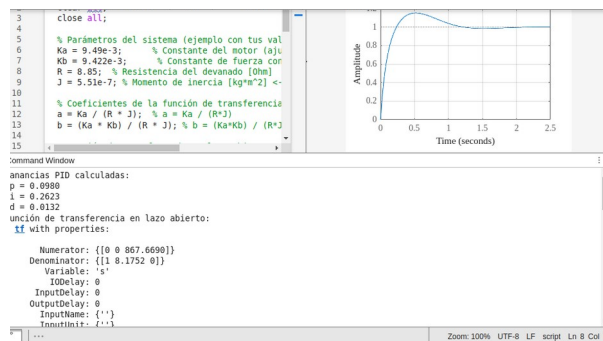 3 close all;
4
5 % Parámetros del sistema (ejemplo con tus val
6 Ka = 9.49e-3; % Constante del motor (aju
7 Kb = 9.422e-3; % Constante de fuerza con
8 R = 8.85; % Resistencia del devanado [Ohm]
9 J = 5.51e-7; % Momento de inercia [kg*m^2] <-
10
11 % Coeficientes de la función de transferencia
12 a = Ka / (R * J); % a = Ka / (R*J)
13 b = (Ka * Kb) / (R * J); % b = (Ka*Kb) / (R*J
14
15
Amplitude
1
0.8
0.6
0.4
0.2
0
0 0.5 1 1.5 2 2.5
Time (seconds)
Command Window
anancias PID calculadas:
p = 0.0980
i = 0.2623
d = 0.0132
unción de transferencia en lazo abierto:
tf with properties:
Numerator: {[0 0 867.6690]}
Denominator: {[1 8.1752 0]}
Variable: 's'
IODelay: 0
InputDelay: 0
OutputDelay: 0
InputName: {''}
InputUnit: {''}
Zoom: 100% UTF-8 LF script Ln 8 Col